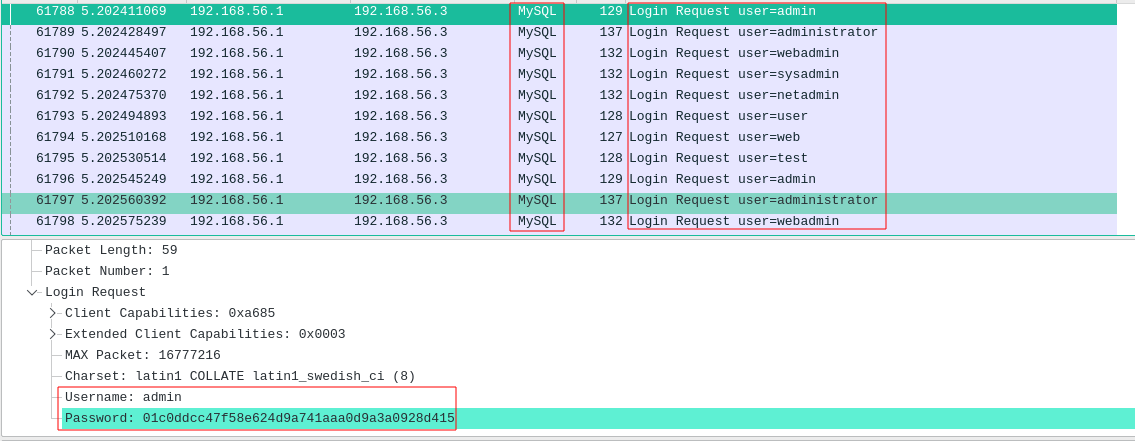 61788 5.202411069 192.168.56.1 192.168.56.3 MySQL 129 Login Request user=admin
61789 5.202428497 192.168.56.1 192.168.56.3 MySQL 137 Login Request user=administrator
61790 5.202445407 192.168.56.1 192.168.56.3 MySQL 132 Login Request user=webadmin
61791 5.202460272 192.168.56.1 192.168.56.3 MySQL 132 Login Request user=sysadmin
61792 5.202475370 192.168.56.1 192.168.56.3 MySQL 132 Login Request user=netadmin
61793 5.202494893 192.168.56.1 192.168.56.3 MySQL 128 Login Request user=user
61794 5.202510168 192.168.56.1 192.168.56.3 MySQL 127 Login Request user=web
61795 5.202530514 192.168.56.1 192.168.56.3 MySQL 128 Login Request user=test
61796 5.202545249 192.168.56.1 192.168.56.3 MySQL 129 Login Request user=admin
61797 5.202560392 192.168.56.1 192.168.56.3 MySQL 137 Login Request user=administrator
61798 5.202575239 192.168.56.1 192.168.56.3 MySQL 132 Login Request user=webadmin
Packet Length: 59
Packet Number: 1
Login Request
Client Capabilities: 0xa685
Extended Client Capabilities: 0x0003
MAX Packet: 16777216
Charset: latin1 COLLATE latin1_swedish_ci (8)
Username: admin
Password: 01c0ddcc47f58e624d9a741aaa0d9a3a0928d415